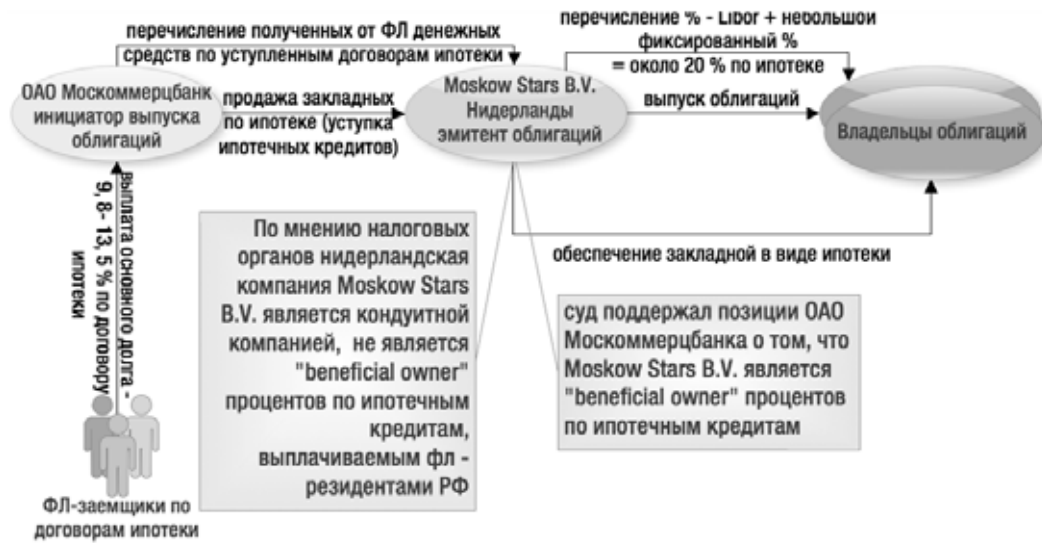 перечисление полученных от ФЛ денежных
средств по уступленным договорам ипотеки
перечисление % - Libor + небольшой
фиксированный %
= около 20 % по ипотеке
ОАО Москоммерцбанк
инициатор выпуска
облигаций
продажа закладных
по ипотеке (уступка
ипотечных кредитов)
Moskow Stars B.V.
Нидерланды
эмитент облигаций
выпуск облигаций
Владельцы облигаций
выплата основного долга -
9, 8- 13, 5 % по договору
ипотеки
По мнению налоговых
органов нидерландская
компания Moskow Stars
B.V. является кондуитной
компанией, не является
"beneficial owner"
процентов по ипотечным
кредитам,
выплачиваемым фл -
резидентами РФ
обеспечение закладной в виде ипотеки
суд поддержал позиции ОАО
Москоммерцбанка о том, что
Moskow Stars B.V. является
"beneficial owner" процентов
по ипотечным кредитам
ФЛ-заемщики по
договорам ипотеки